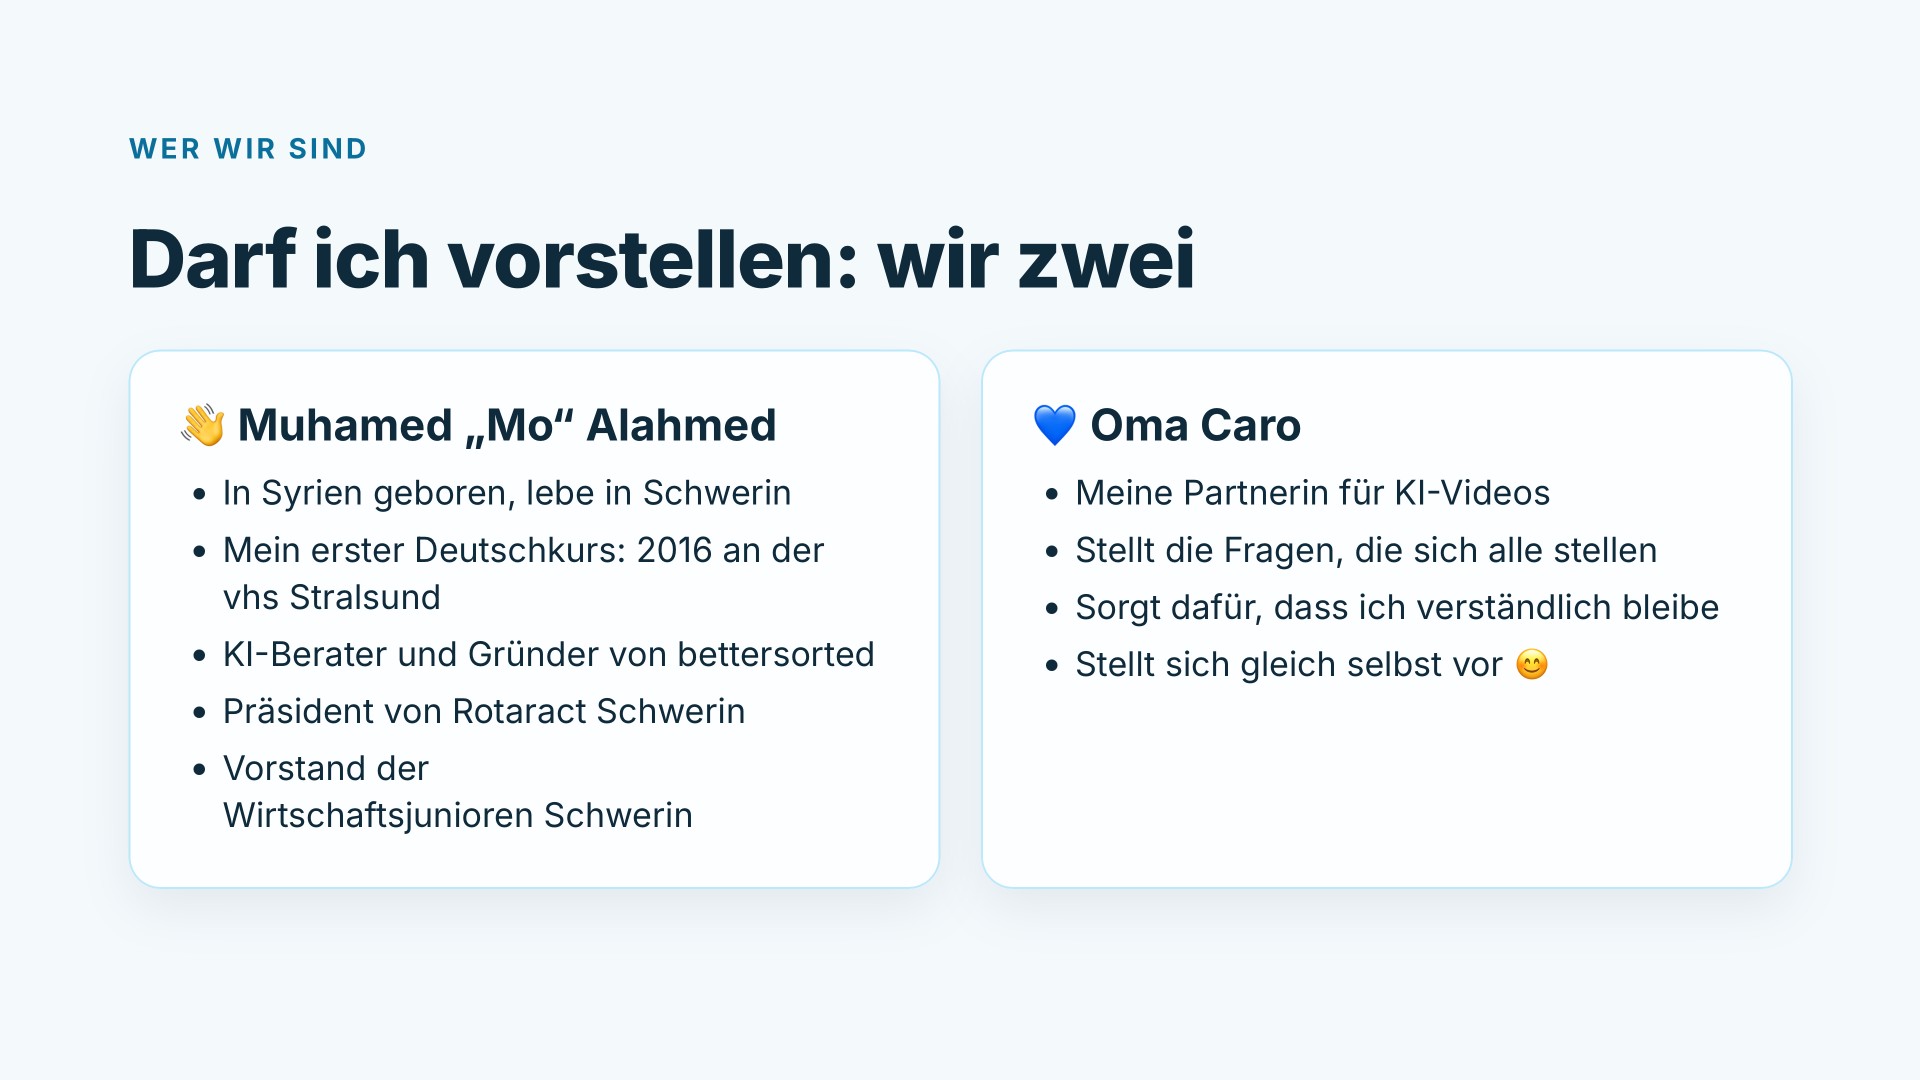 WER WIR SIND
Darf ich vorstellen: wir zwei
👋 Muhamed „Mo“ Alahmed
• In Syrien geboren, lebe in Schwerin
• Mein erster Deutschkurs: 2016 an der
vhs Stralsund
• KI-Berater und Gründer von bettersorted
• Präsident von Rotaract Schwerin
• Vorstand der
Wirtschaftsjunioren Schwerin
💙 Oma Caro
• Meine Partnerin für KI-Videos
• Stellt die Fragen, die sich alle stellen
• Sorgt dafür, dass ich verständlich bleibe
• Stellt sich gleich selbst vor 😊